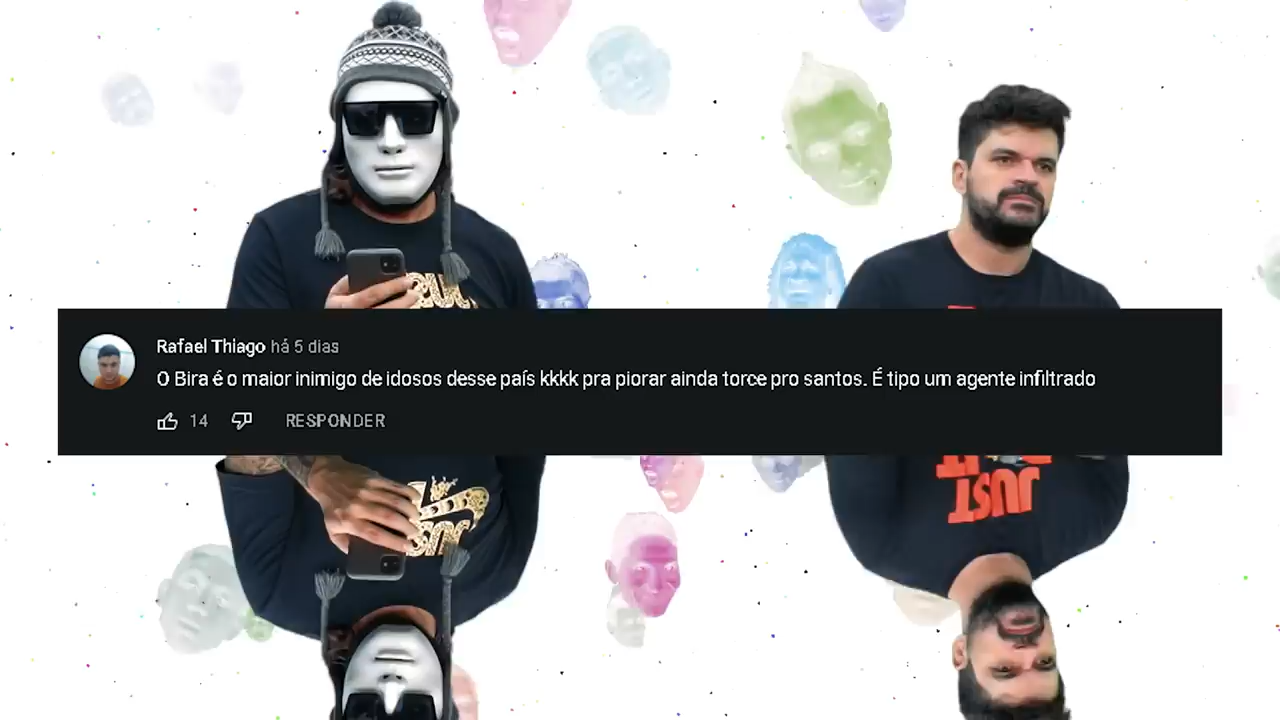 Rafael Thiago há 5 dias
O Bira é o maior inimigo de idosos desse país kkkk pra piorar ainda torce pro santos. É tipo um agente infiltrado
14 RESPONDER
JUST